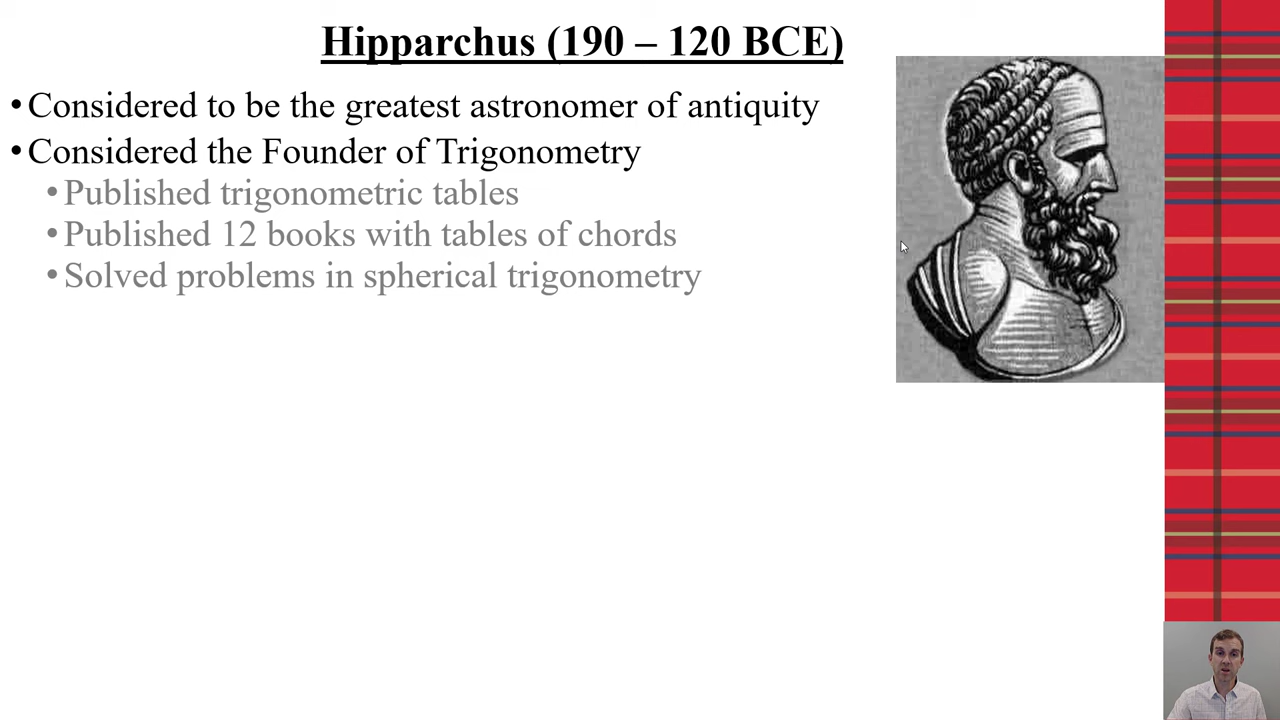 Hipparchus (190 – 120 BCE)
•Considered to be the greatest astronomer of antiquity
•Considered the Founder of Trigonometry
•Published trigonometric tables
•Published 12 books with tables of chords
•Solved problems in spherical trigonometry